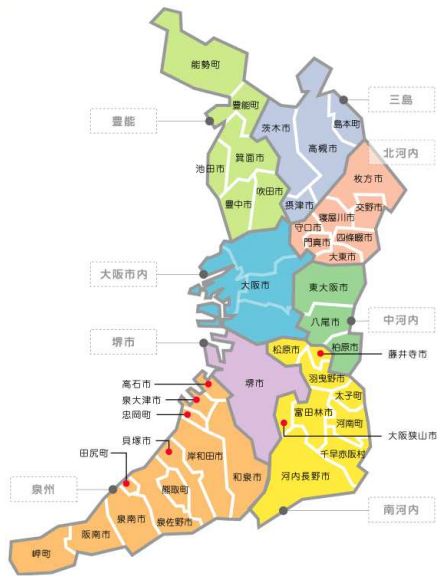 能勢町
豊能町
三島
豊能
茨木市
島本町
高槻市
北河内
箕面市
池田市
枚方市
吹田市
交野市
豊中市
摂津市
寝屋川市
守口市
四條畷市
門真市
大東市
大阪市内
大阪市
東大阪市
八尾市
中河内
堺市
松原市
柏原市
藤井寺市
羽曳野市
高石市
堺市
太子町
泉大津市
富田林市
河南町
忠岡町
大阪狭山市
貝塚市
岸和田市
千早赤阪村
田尻町
和泉市
河内長野市
泉州
熊取町
泉南市
泉佐野市
南河内
阪南市
岬町